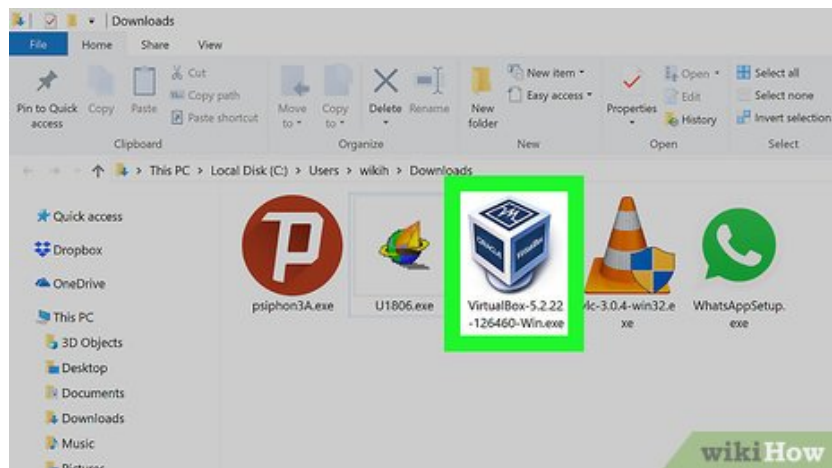 Downloads
File Home Share View
Pin to Quick access
Copy
Paste
Cut
Copy path
Paste shortcut
Clipboard
Move to
Copy to
Delete
Rename
Organize
New folder
New item
Easy access
New
Properties
Open
Edit
History
Open
Select all
Select none
Invert selection
Select
This PC > Local Disk (C:) > Users > wikih > Downloads
Quick access
Dropbox
OneDrive
This PC
3D Objects
Desktop
Documents
Downloads
Music
Pictures
psiphon3A.exe
U1806.exe
ORACLE
VirtualBox
VirtualBox-5.2.22
-126460-Win.exe
lc-3.0.4-win32.e
xe
WhatsAppSetup.
exe
wikiHow